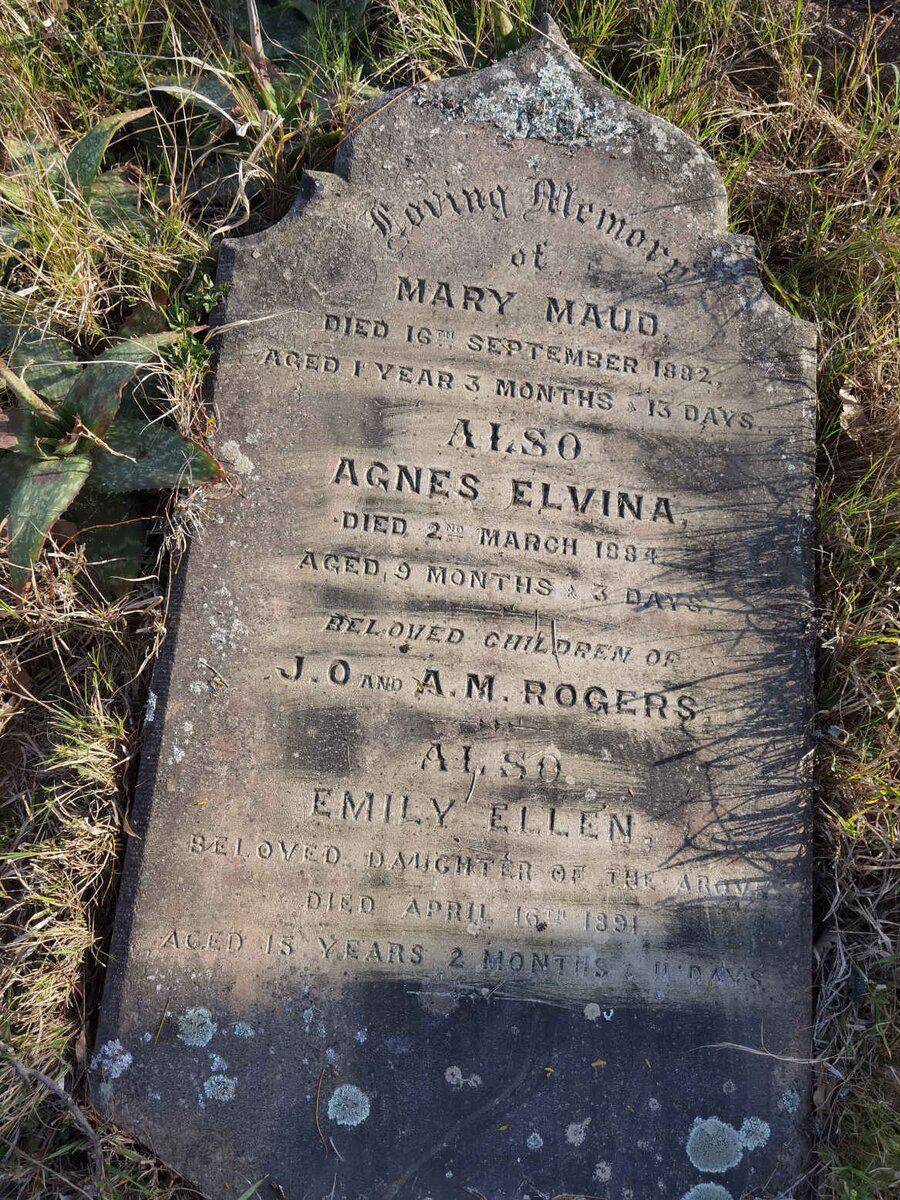 Loving Memory
of
MARY MAUD,
DIED 16TH SEPTEMBER 1882,
AGED 1 YEAR 3 MONTHS & 13 DAYS.
ALSO
AGNES ELVINA,
DIED 2ND MARCH 1884
AGED, 9 MONTHS & 3 DAYS,
BELOVED CHILDREN OF
J.O AND A.M. ROGERS,
ALSO
EMILY ELLEN,
BELOVED DAUGHTER OF THE ABOVE
DIED APRIL 16TH 1891
AGED 18 YEARS 2 MONTHS & 11 DAYS